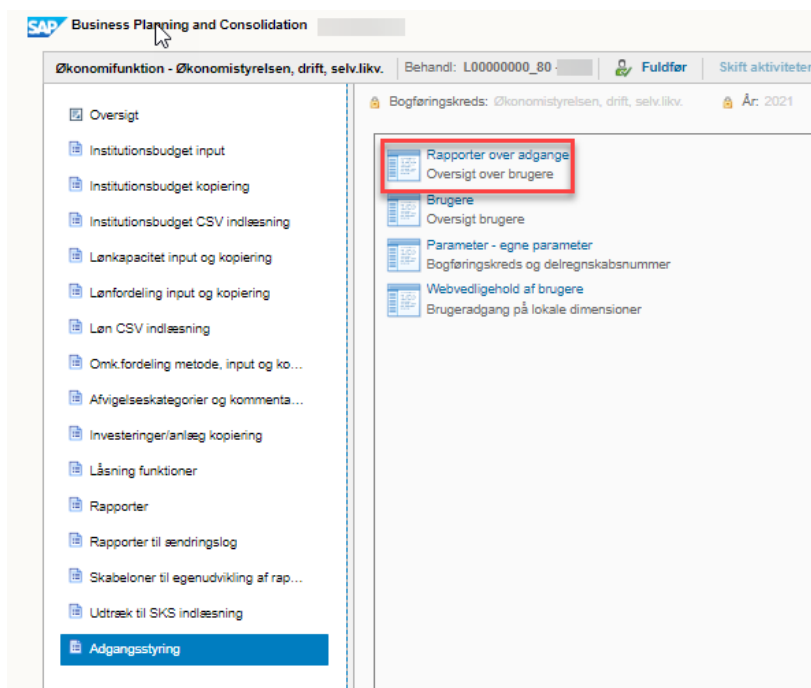 SAP Business Planning and Consolidation
Økonomifunktion - Økonomistyrelsen, drift, selv.likv. Behandl: L00000000_80 - Fuldfør Skift aktiviteter
Bogføringskreds: Økonomistyrelsen, drift, selv.likv. År: 2021
Oversigt
Institutionsbudget input
Institutionsbudget kopiering
Institutionsbudget CSV indlæsning
Lønkapacitet input og kopiering
Lønfordeling input og kopiering
Løn CSV indlæsning
Omk.fordeling metode, input og ko...
Afvigelseskategorier og kommenta...
Investeringer/anlæg kopiering
Låsning funktioner
Rapporter
Rapporter til ændringslog
Skabeloner til egenudvikling af rap...
Udtræk til SKS indlæsning
Adgangsstyring
Rapporter over adgange
Oversigt over brugere
Brugere
Oversigt brugere
Parameter - egne parameter
Bogføringskreds og delregnskabsnummer
Webvedligehold af brugere
Brugeradgang på lokale dimensioner